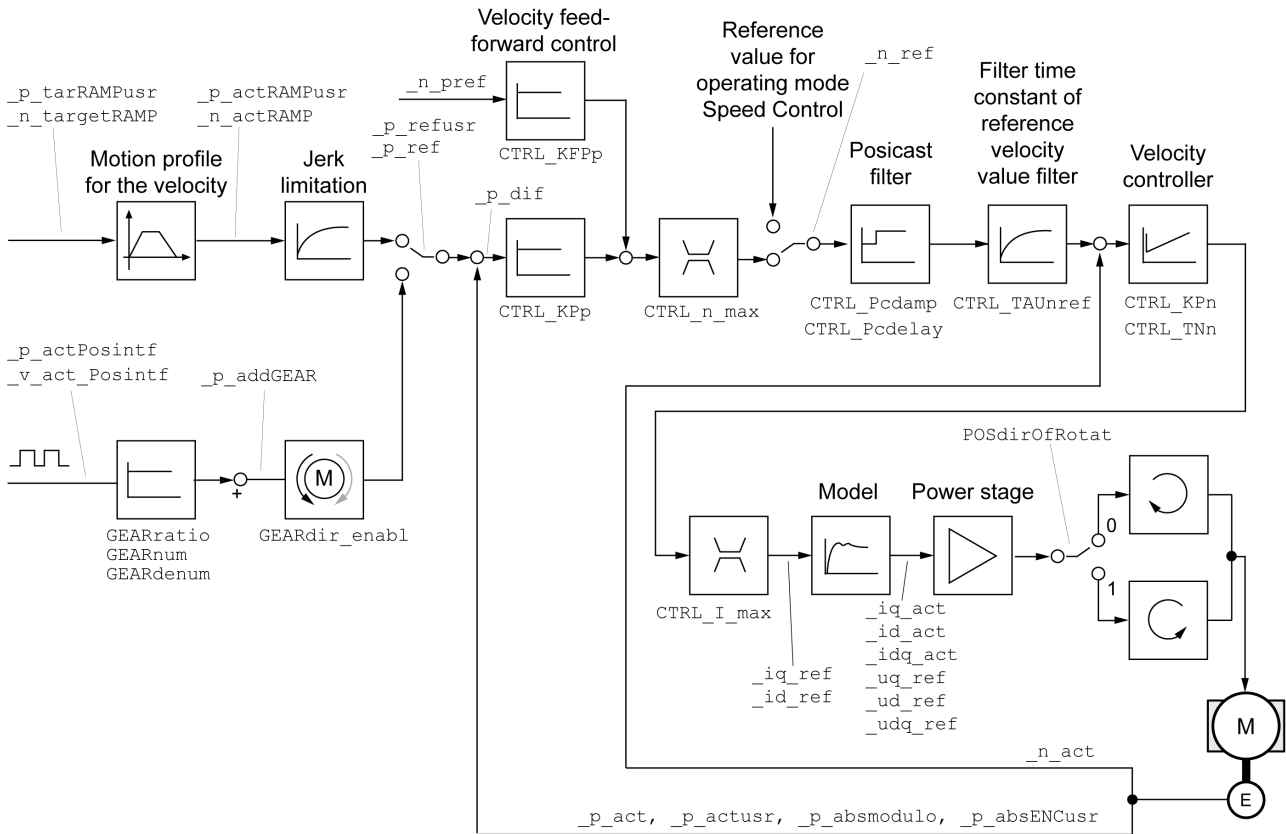 Velocity feed-
forward control
Reference
value for
operating mode
Speed Control
_n_ref
Filter time
constant of
reference
velocity
value filter
_p_tarRAMPusr
_n_targetRAMP
_p_actRAMPusr
_n_actRAMP
_n_pref
_p_refusr
_p_ref
CTRL_KFPp
Motion profile
for the velocity
Jerk
limitation
Posicast
filter
Velocity
controller
_p_dif
CTRL_KPp
CTRL_n_max
CTRL_Pcdamp
CTRL_Pcdelay
CTRL_TAUnref
CTRL_KPn
CTRL_TNn
_p_actPosintf
_v_act_Posintf
_p_addGEAR
+
M
GEARratio
GEARnum
GEARdenum
GEARdir_enabl
POSdirOfRotat
Model
Power stage
0
1
CTRL_I_max
_iq_ref
_id_ref
_iq_act
_id_act
_idq_act
_uq_ref
_ud_ref
_udq_ref
M
_n_act
E
_p_act, _p_actusr, _p_absmodulo, _p_absENCusr